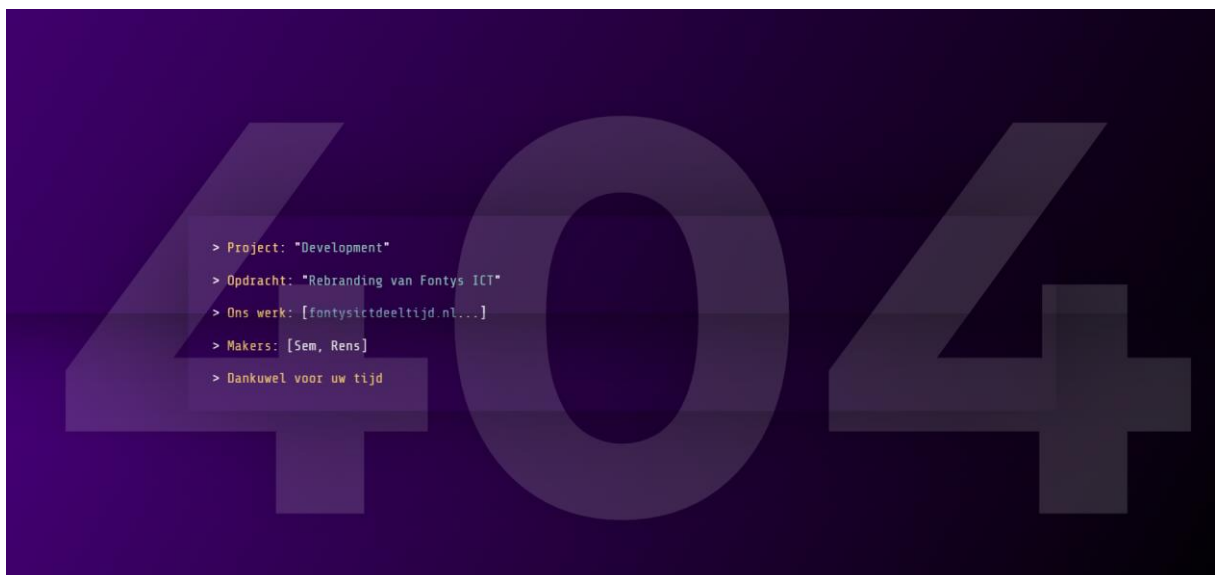 404
> Project: "Development"
> Opdracht: "Rebranding van Fontys ICT"
> Ons werk: [fontysictdeeltijd.nl...]
> Makers: [Sem, Rens]
> Dankuwel voor uw tijd